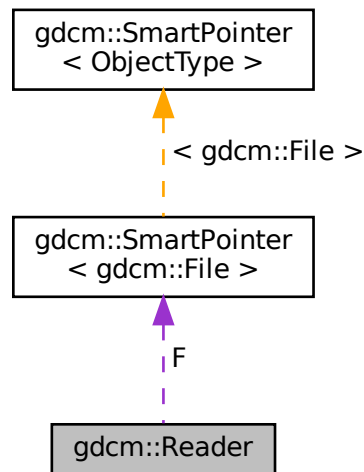 gdcm::SmartPointer
< ObjectType >
< gdcm::File >
gdcm::SmartPointer
< gdcm::File >
F
gdcm::Reader